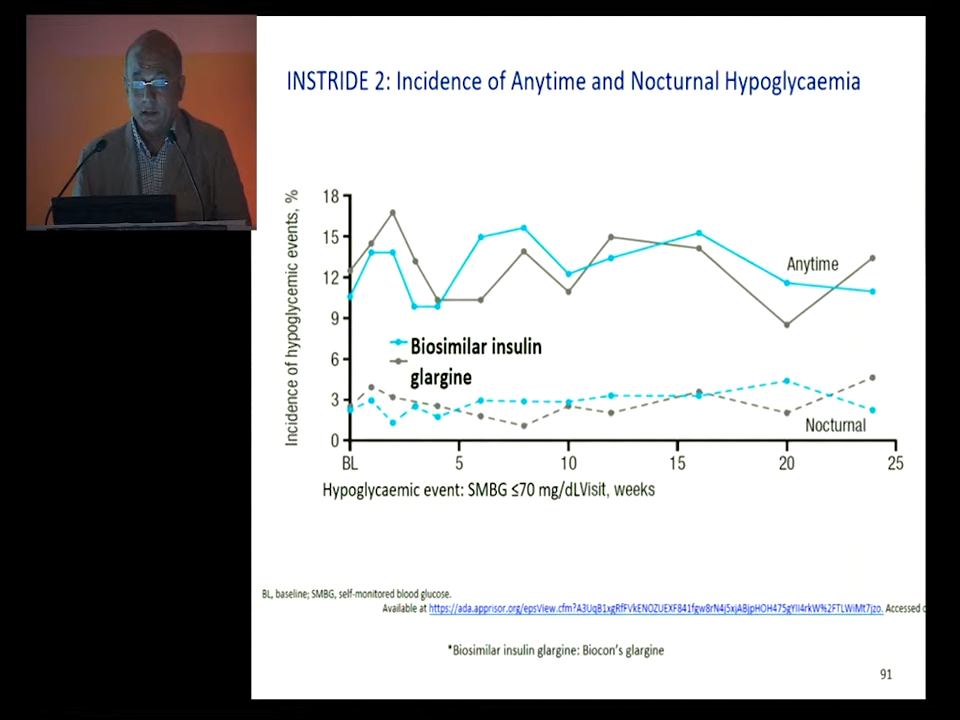 INSTRIDE 2: Incidence of Anytime and Nocturnal Hypoglycaemia
Incidence of hypoglycemic events, %
18
15
12
9
6
3
0
Anytime
Biosimilar insulin
glargine
Nocturnal
BL 5 10 15 20 25
Hypoglycaemic event: SMBG ≤70 mg/dLVisit, weeks
BL, baseline; SMBG, self-monitored blood glucose.
Available at Accessed
*Biosimilar insulin glargine: Biocon's glargine
91